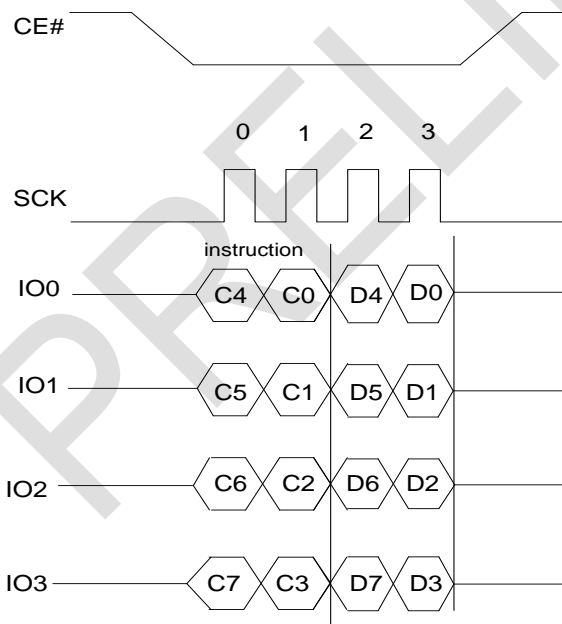 CE#
0 1 2 3
SCK
instruction
IO0 C4 C0 D4 D0
IO1 C5 C1 D5 D1
IO2 C6 C2 D6 D2
IO3 C7 C3 D7 D3
PRELI